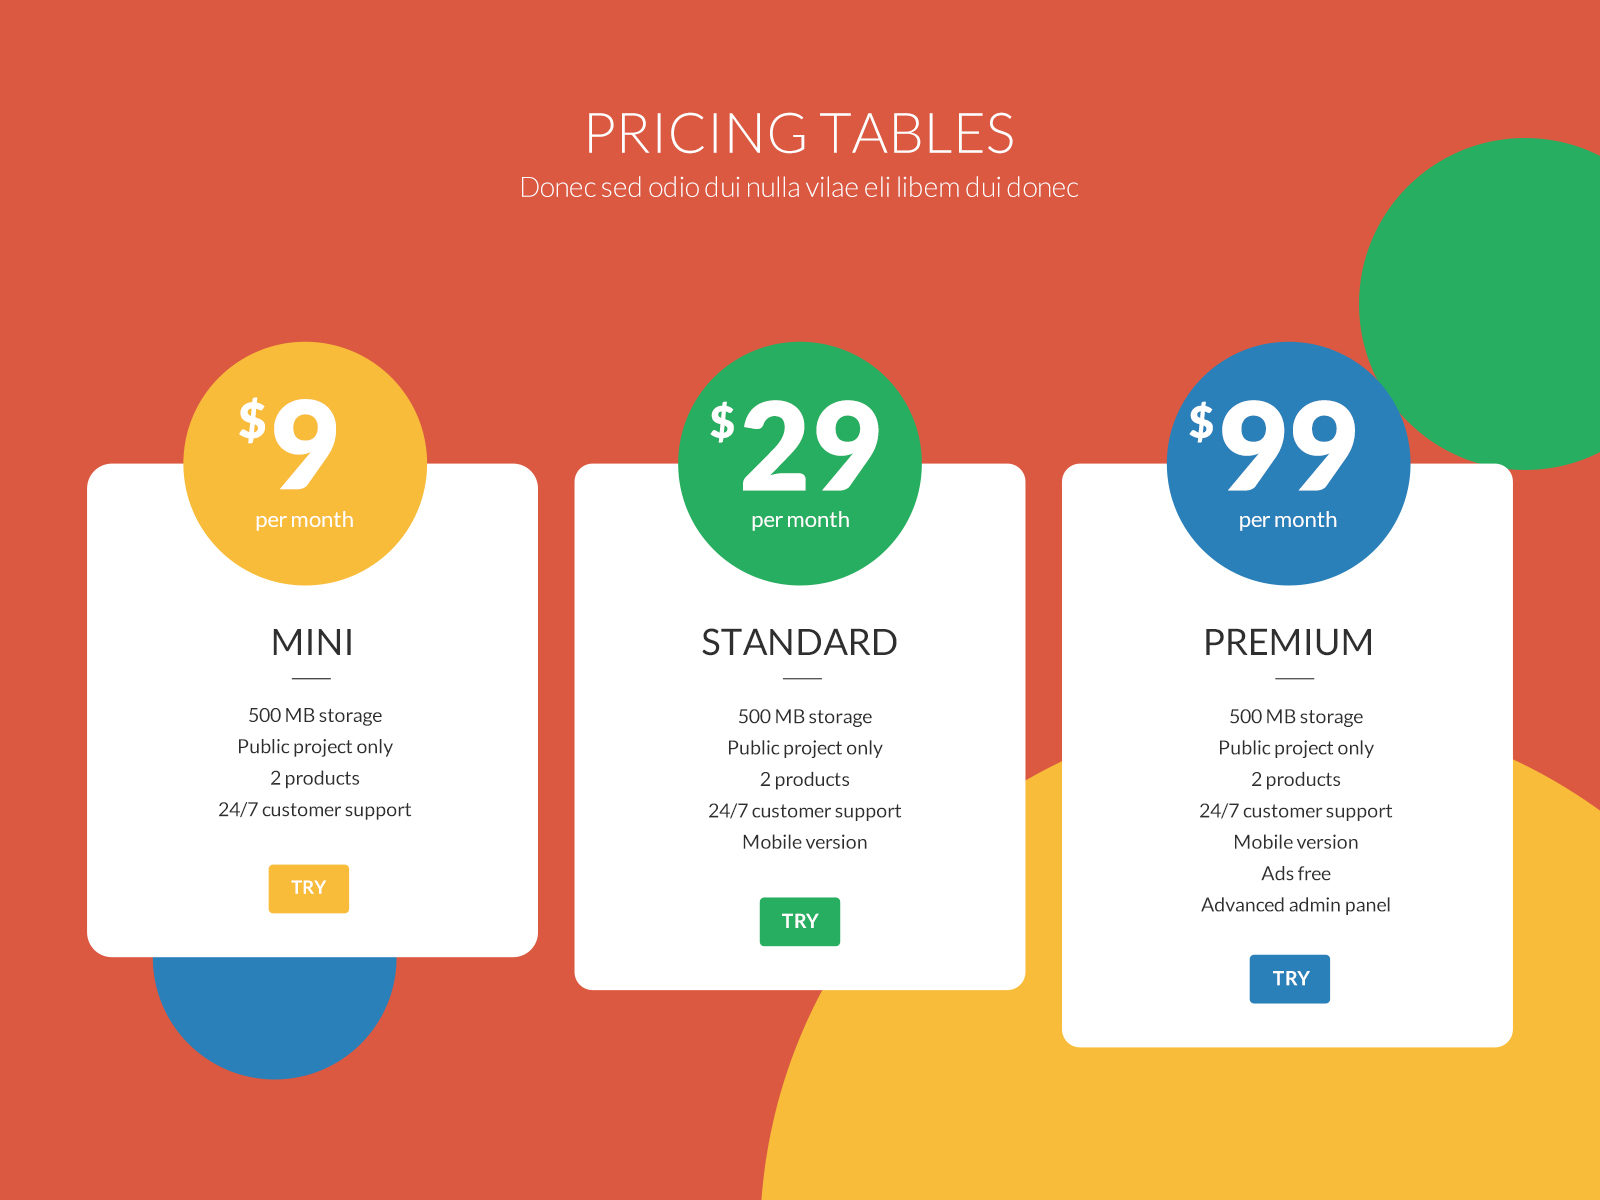 PRICING TABLES
Donec sed odio dui nulla vilae eli libem dui donec
$9
per month
MINI
500 MB storage
Public project only
2 products
24/7 customer support
TRY
$29
per month
STANDARD
500 MB storage
Public project only
2 products
24/7 customer support
Mobile version
TRY
$99
per month
PREMIUM
500 MB storage
Public project only
2 products
24/7 customer support
Mobile version
Ads free
Advanced admin panel
TRY